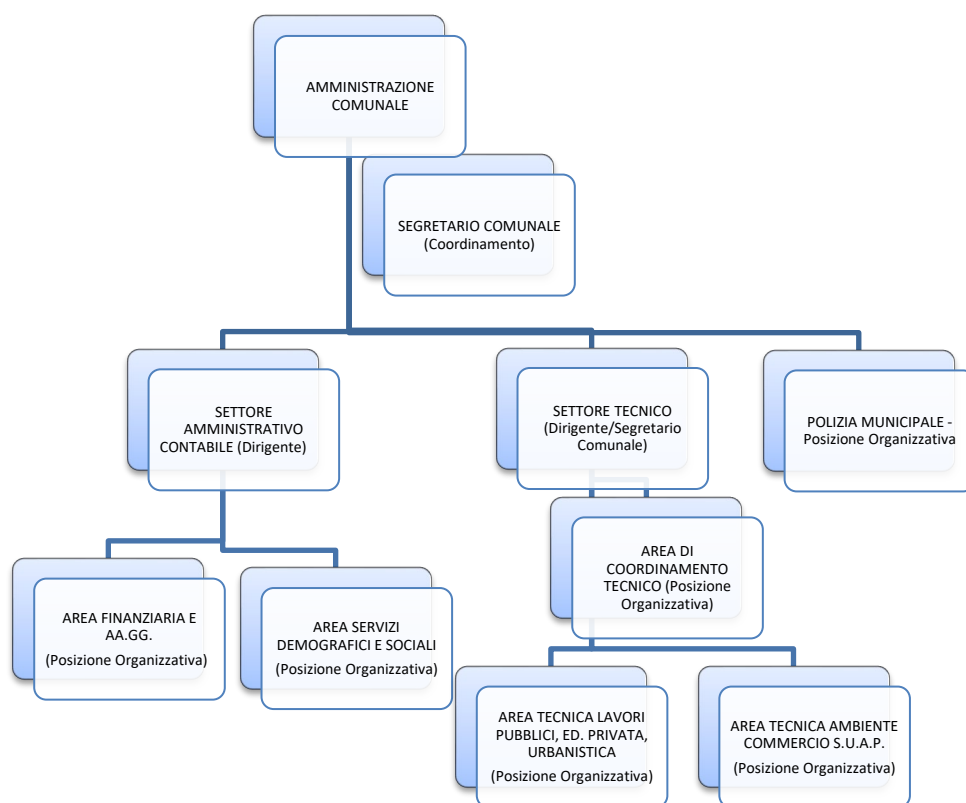 AMMINISTRAZIONE
COMUNALE
SEGRETARIO COMUNALE
(Coordinamento)
SETTORE
AMMINISTRATIVO
CONTABILE (Dirigente)
SETTORE TECNICO
(Dirigente/Segretario
Comunale)
POLIZIA MUNICIPALE -
Posizione Organizzativa
AREA DI
COORDINAMENTO
TECNICO (Posizione
Organizzativa)
AREA FINANZIARIA E
AA.GG.
(Posizione Organizzativa)
AREA SERVIZI
DEMOGRAFICI E SOCIALI
(Posizione Organizzativa)
AREA TECNICA LAVORI
PUBBLICI, ED. PRIVATA,
URBANISTICA
(Posizione Organizzativa)
AREA TECNICA AMBIENTE
COMMERCIO S.U.A.P.
(Posizione Organizzativa)